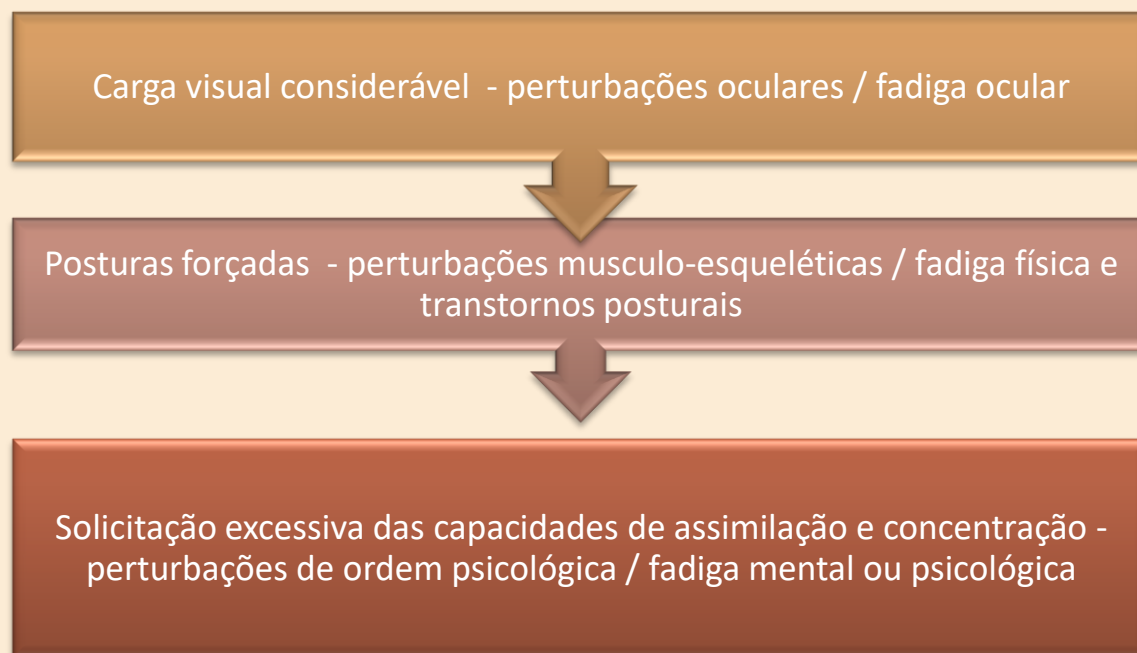 Carga visual considerável  - perturbações oculares / fadiga ocular
Posturas forçadas  - perturbações musculo-esqueléticas / fadiga física e
transtornos posturais
Solicitação excessiva das capacidades de assimilação e concentração -
perturbações de ordem psicológica / fadiga mental ou psicológica